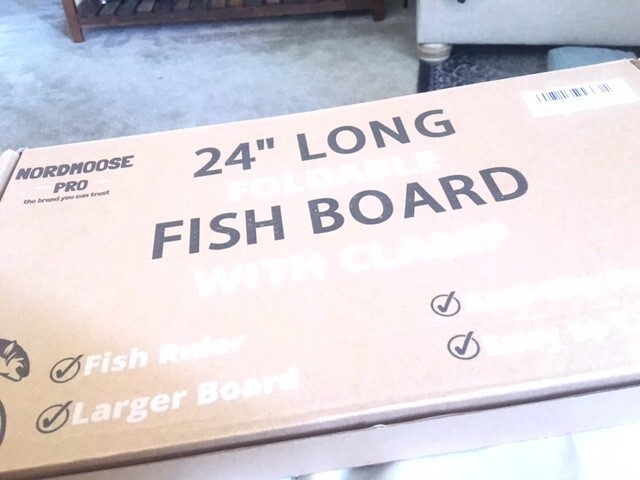 NORDMOOSE
PRO
the brand you can trust
24" LONG
FOLDABLE
FISH BOARD
WITH CLAMP
Fish Ruler
Larger Board